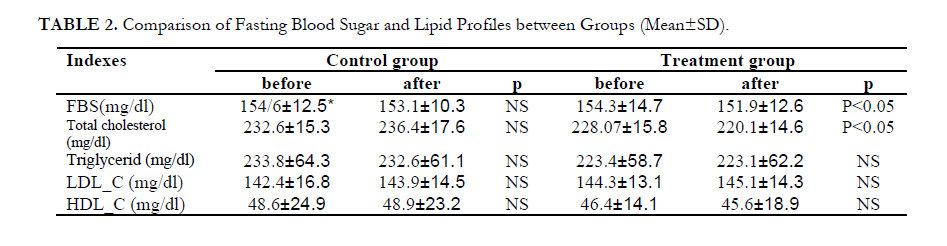 TABLE 2. Comparison of Fasting Blood Sugar and Lipid Profiles between Groups (Mean±SD).
Indexes Control group Treatment group
before after p before after p
FBS(mg/dl) 154/6±12.5* 153.1±10.3 NS 154.3±14.7 151.9±12.6 P<0.05
Total cholesterol (mg/dl) 232.6±15.3 236.4±17.6 NS 228.07±15.8 220.1±14.6 P<0.05
Triglycerid (mg/dl) 233.8±64.3 232.6±61.1 NS 223.4±58.7 223.1±62.2 NS
LDL_C (mg/dl) 142.4±16.8 143.9±14.5 NS 144.3±13.1 145.1±14.3 NS
HDL_C (mg/dl) 48.6±24.9 48.9±23.2 NS 46.4±14.1 45.6±18.9 NS